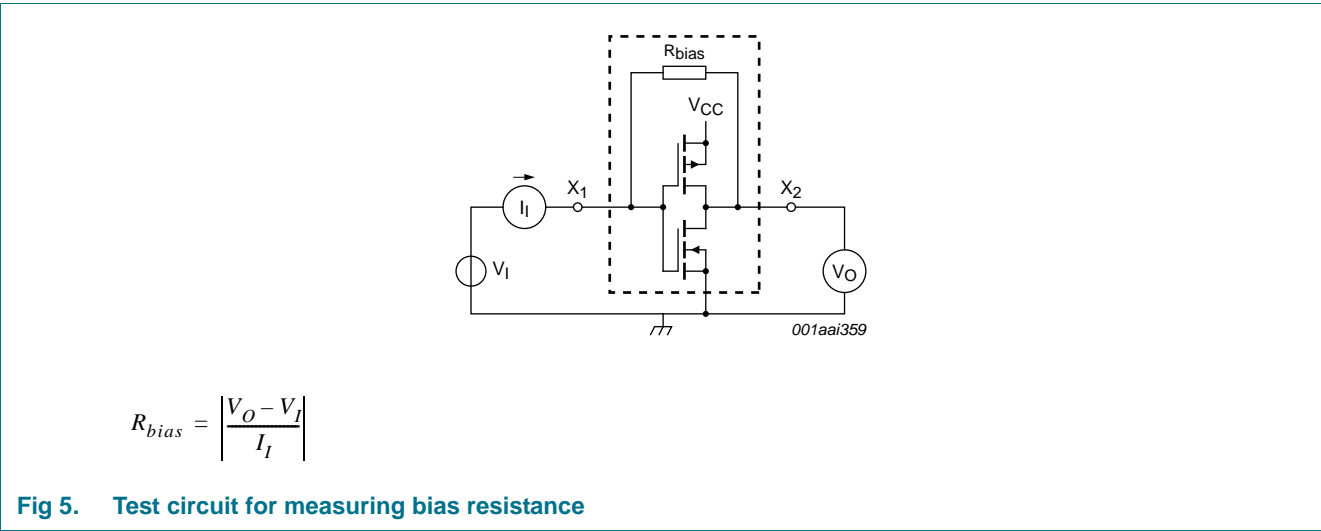 Rbias
VCC
X1
X2
II
VI
VO
001aai359
Rbias = |VO – VI / II|
Fig 5. Test circuit for measuring bias resistance